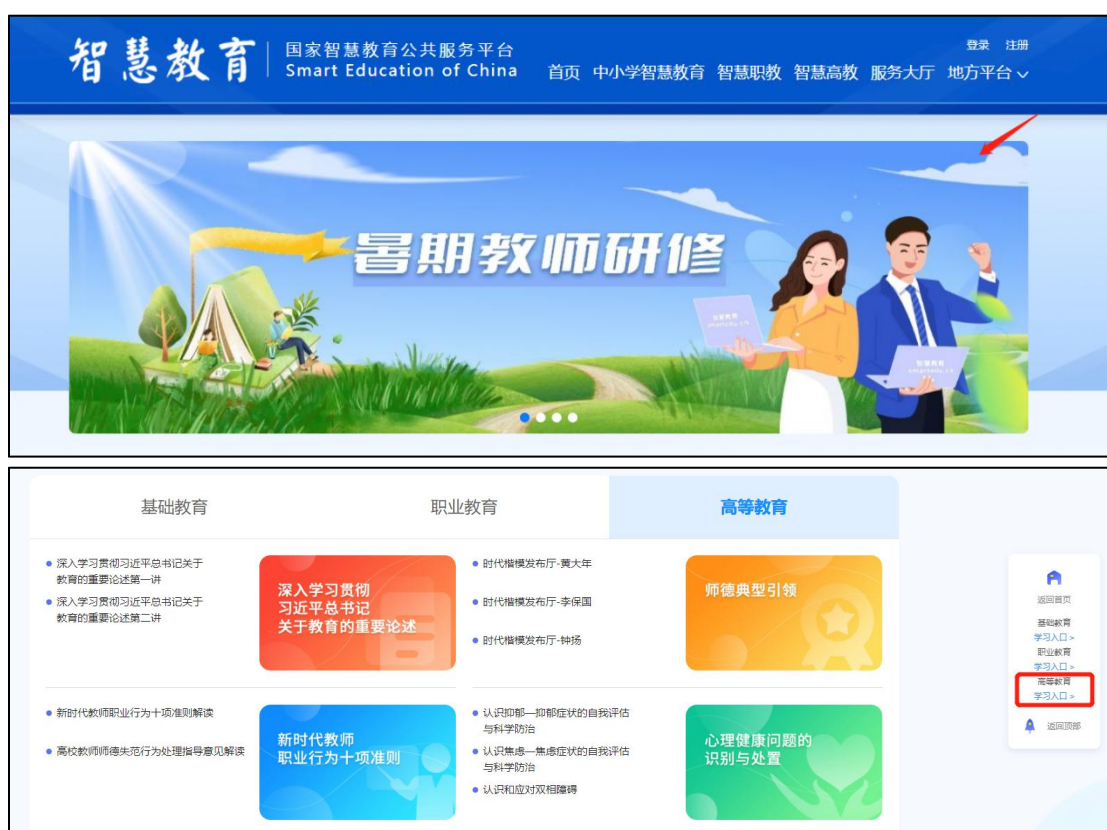 智慧教育
国家智慧教育公共服务平台
Smart Education of China
登录 注册
首页 中小学智慧教育 智慧职教 智慧高教 服务大厅 地方平台
暑期教师研修
智慧教育
smartedu.cn
智慧教育
smartedu.cn
基础教育 职业教育 高等教育
深入学习贯彻习近平总书记关于
教育的重要论述第一讲
深入学习贯彻习近平总书记关于
教育的重要论述第二讲
深入学习贯彻
习近平总书记
关于教育的重要论述
时代楷模发布厅-黄大年
时代楷模发布厅-李保国
时代楷模发布厅-钟扬
师德典型引领
新时代教师职业行为十项准则解读
高校教师师德失范行为处理指导意见解读
新时代教师
职业行为十项准则
认识抑郁—抑郁症状的自我评估
与科学防治
认识焦虑—焦虑症状的自我评估
与科学防治
认识和应对双相障碍
心理健康问题的
识别与处置
返回首页
基础教育
学习入口 >
职业教育
学习入口 >
高等教育
学习入口 >
返回顶部